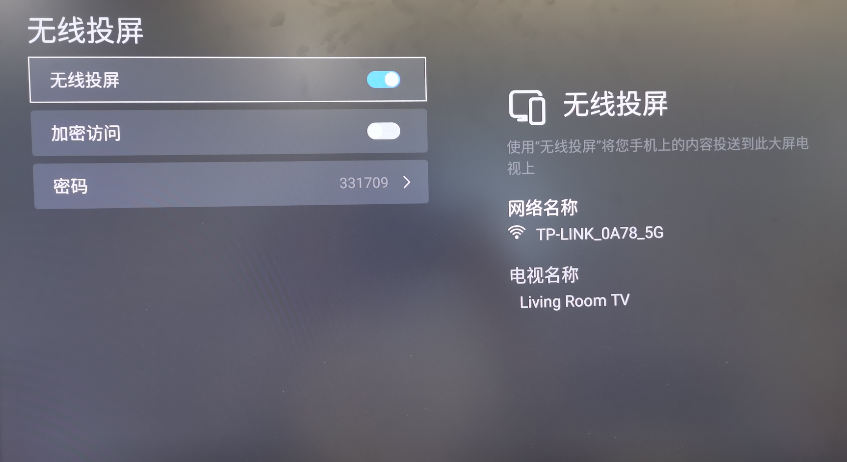 无线投屏
无线投屏
加密访问
密码 331709
无线投屏
使用“无线投屏”将您手机上的内容投送到此大屏电
视上
网络名称
TP-LINK_0A78_5G
电视名称
Living Room TV